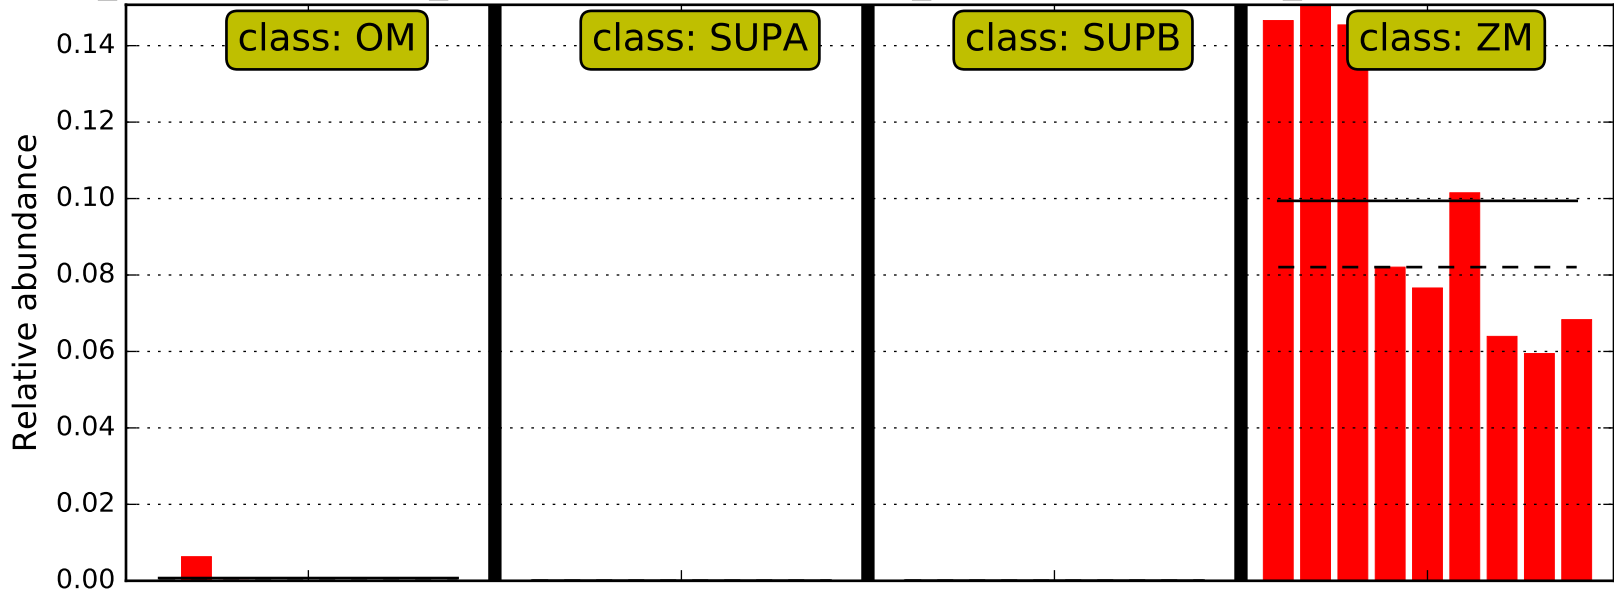 class: OM
class: SUPA
class: SUPB
class: ZM
Relative abundance
0.14
0.12
0.10
0.08
0.06
0.04
0.02
0.00